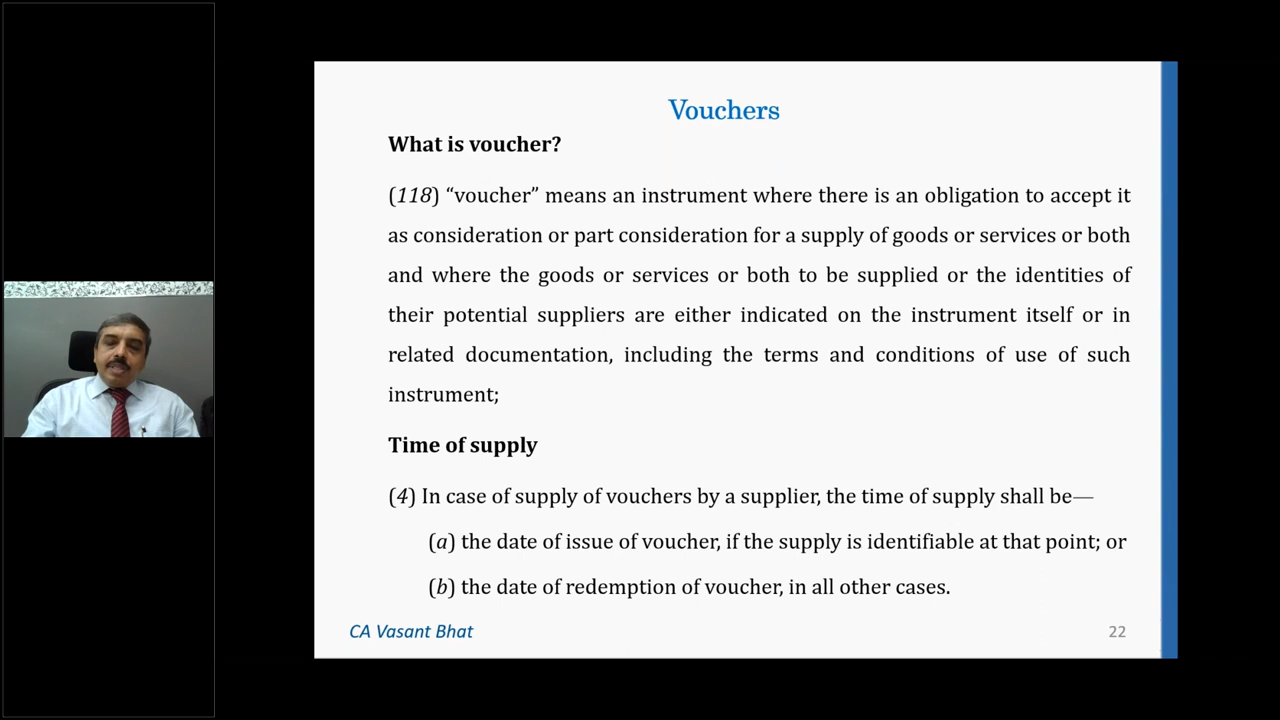 Vouchers
What is voucher?
(118) “voucher” means an instrument where there is an obligation to accept it
as consideration or part consideration for a supply of goods or services or both
and where the goods or services or both to be supplied or the identities of
their potential suppliers are either indicated on the instrument itself or in
related documentation, including the terms and conditions of use of such
instrument;
Time of supply
(4) In case of supply of vouchers by a supplier, the time of supply shall be—
(a) the date of issue of voucher, if the supply is identifiable at that point; or
(b) the date of redemption of voucher, in all other cases.
CA Vasant Bhat
22